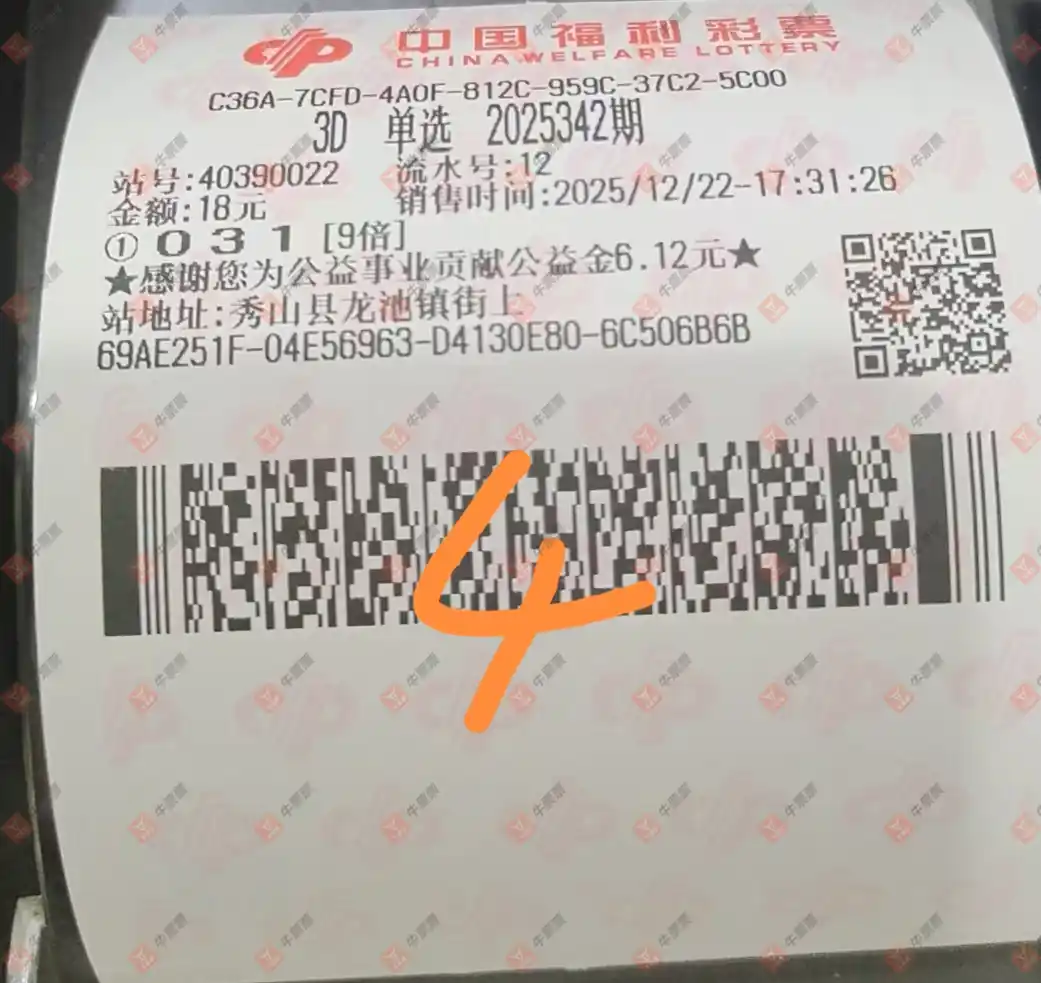 中国福利彩票
CHINA WELFARE LOTTERY
C36A-7CFD-4A0F-812C-959C-37C2-5C00
3D 单选 2025342期
站号:40390022 流水号:12
金额:18元 销售时间:2025/12/22-17:31:26
① 0 3 1 [9倍]
★感谢您为公益事业贡献公益金6.12元★
站地址:秀山县龙池镇街上
69AE251F-04E56963-D4130E80-6C506B6B
4